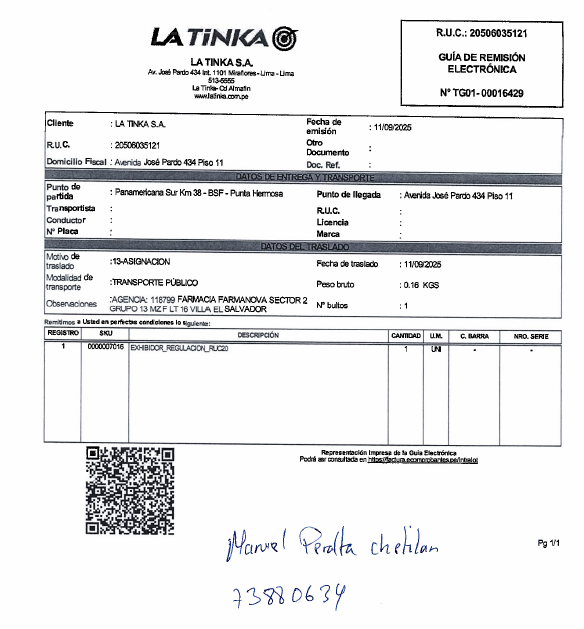 LA TiNKA
LA TINKA S.A.
Av. José Pardo 434 Int. 1101 Miraflores - Lima - Lima
513-5555
La Tinka- Cd Almafin
www.latinka.com.pe
R.U.C.: 20506035121
GUÍA DE REMISIÓN
ELECTRÓNICA
N° TG01- 00016429
Cliente : LA TINKA S.A.
Fecha de emisión : 11/09/2025
R.U.C. : 20506035121
Otro Documento :
Domicilio Fiscal : Avenida José Pardo 434 Piso 11
Doc. Ref. :
DATOS DE ENTREGA Y TRANSPORTE
Punto de partida : Panamericana Sur Km 38 - BSF - Punta Hermosa
Punto de llegada : Avenida José Pardo 434 Piso 11
Transportista :
R.U.C. :
Conductor :
Licencia :
N° Placa :
Marca :
DATOS DEL TRASLADO
Motivo de traslado :13-ASIGNACION
Fecha de traslado : 11/09/2025
Modalidad de transporte :TRANSPORTE PÚBLICO
Peso bruto : 0.16 KGS
Observaciones :AGENCIA: 118799 FARMACIA FARMANOVA SECTOR 2
GRUPO 13 MZ F LT 16 VILLA EL SALVADOR
N° bultos : 1
Remitimos a Usted en perfectas condiciones lo siguiente:
REGISTRO SKU DESCRIPCIÓN CANTIDAD U.M. C. BARRA NRO. SERIE
1 0000007016 EXHIBIDOR_REGULACION_RUC20 1 UNI - -
Representación Impresa de la Guía Electrónica
Podrá ser consultada en https://factura.ecomprobantes.pe/intralot
Manuel Peralta chetilan
73880634
Pg 1/1